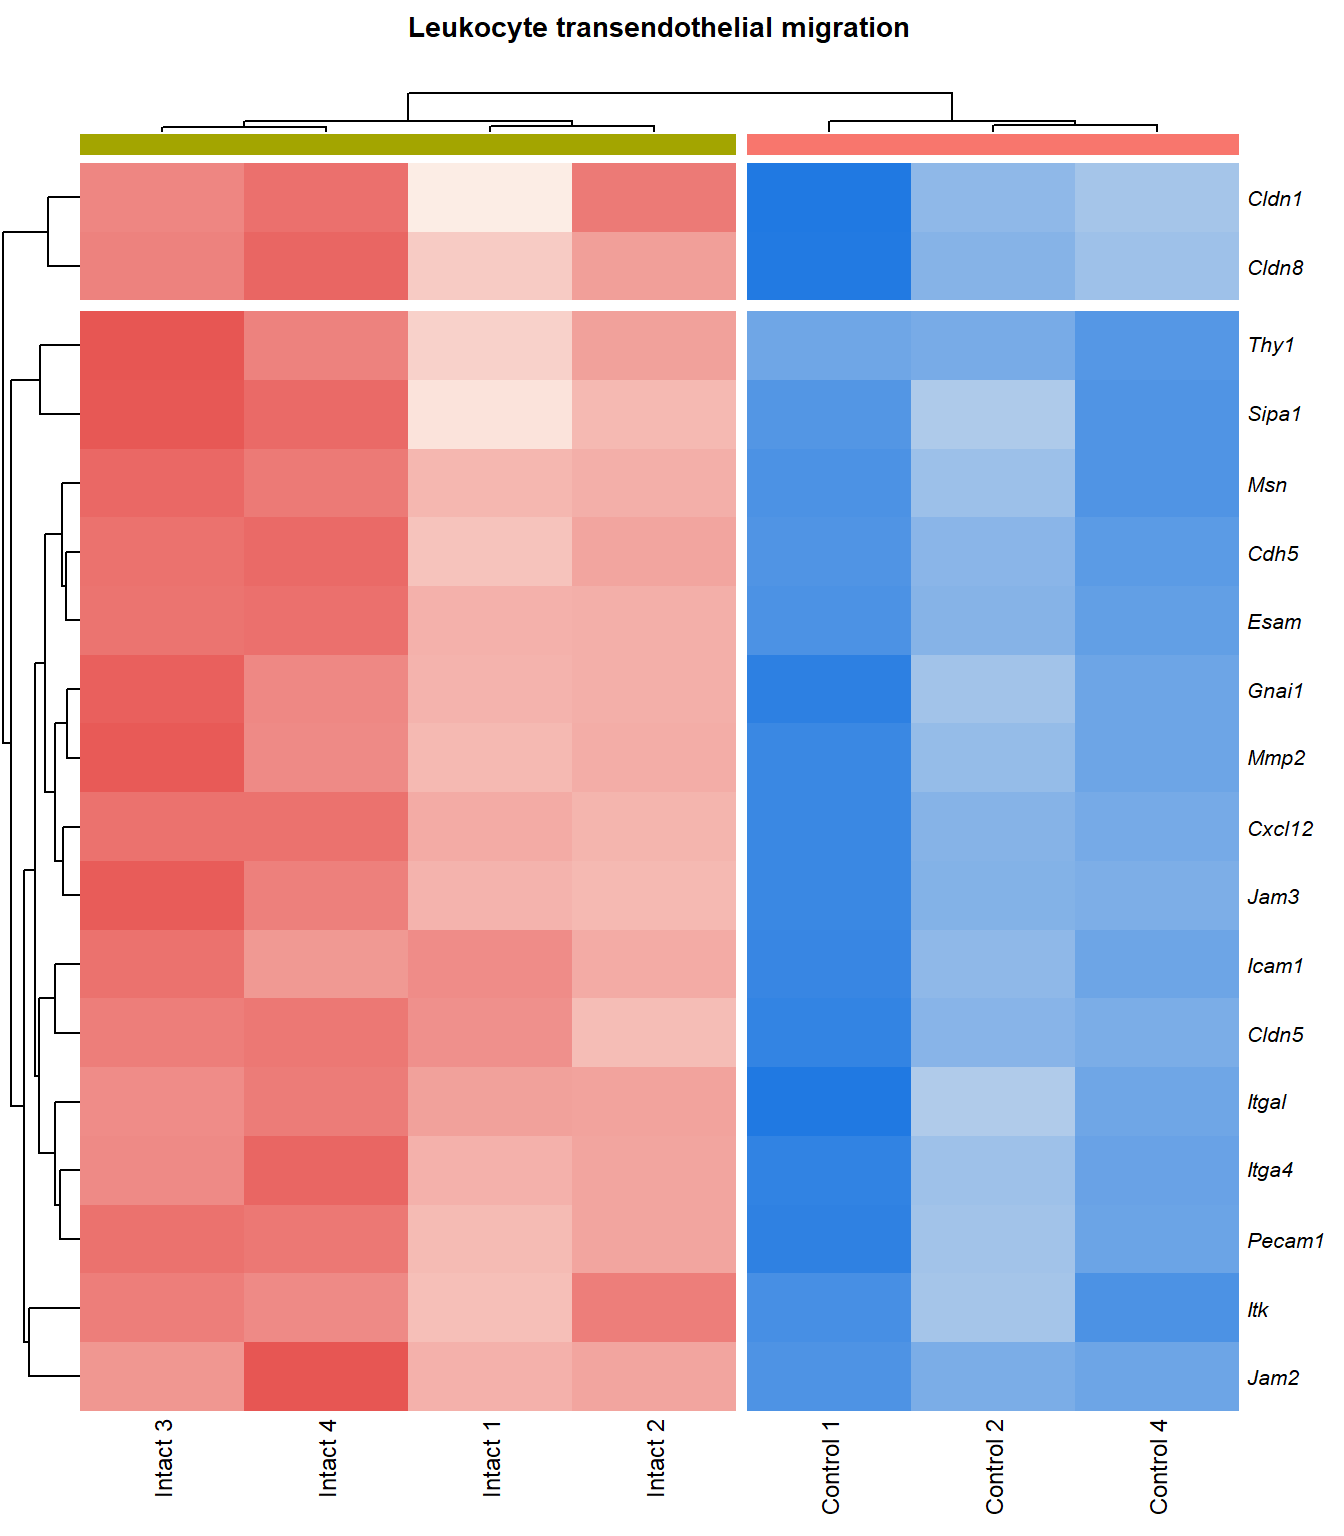 Leukocyte transendothelial migration
Cldn1
Cldn8
Thy1
Sipa1
Msn
Cdh5
Esam
Gnai1
Mmp2
Cxcl12
Jam3
Icam1
Cldn5
Itgal
Itga4
Pecam1
Itk
Jam2
Intact 3
Intact 4
Intact 1
Intact 2
Control 1
Control 2
Control 4